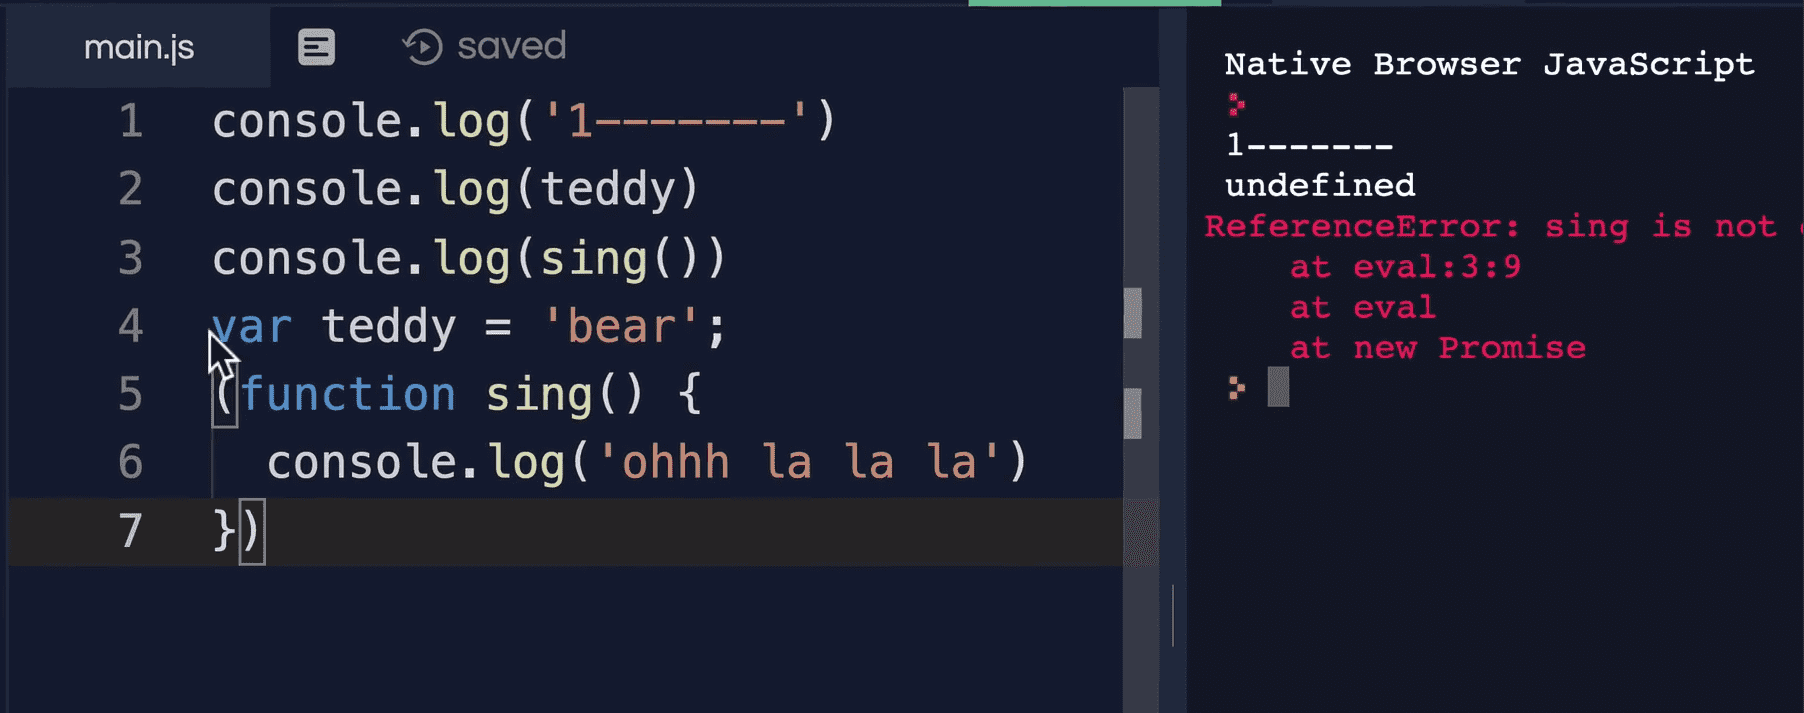 main.js
saved
1 console.log('1-------')
2 console.log(teddy)
3 console.log(sing())
4 var teddy = 'bear';
5 (function sing() {
6 console.log('ohhh la la la')
7 })
Native Browser JavaScript
1-------
undefined
ReferenceError: sing is not
at eval:3:9
at eval
at new Promise